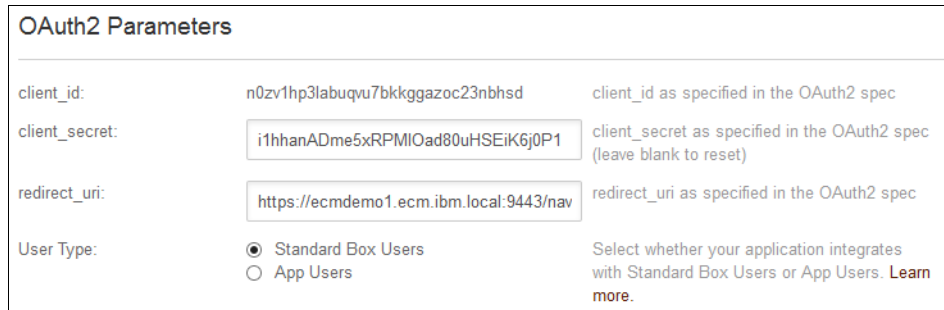 OAuth2 Parameters
client_id:
n0zv1hp3labuqvu7bkkggazoc23nbhsd
client_id as specified in the OAuth2 spec
client_secret:
i1hhanADme5xRPMlOad80uHSEiK6j0P1
client_secret as specified in the OAuth2 spec
(leave blank to reset)
redirect_uri:
https://ecmdemo1.ecm.ibm.local:9443/nav
redirect_uri as specified in the OAuth2 spec
User Type:
Standard Box Users
App Users
Select whether your application integrates
with Standard Box Users or App Users. Learn
more.